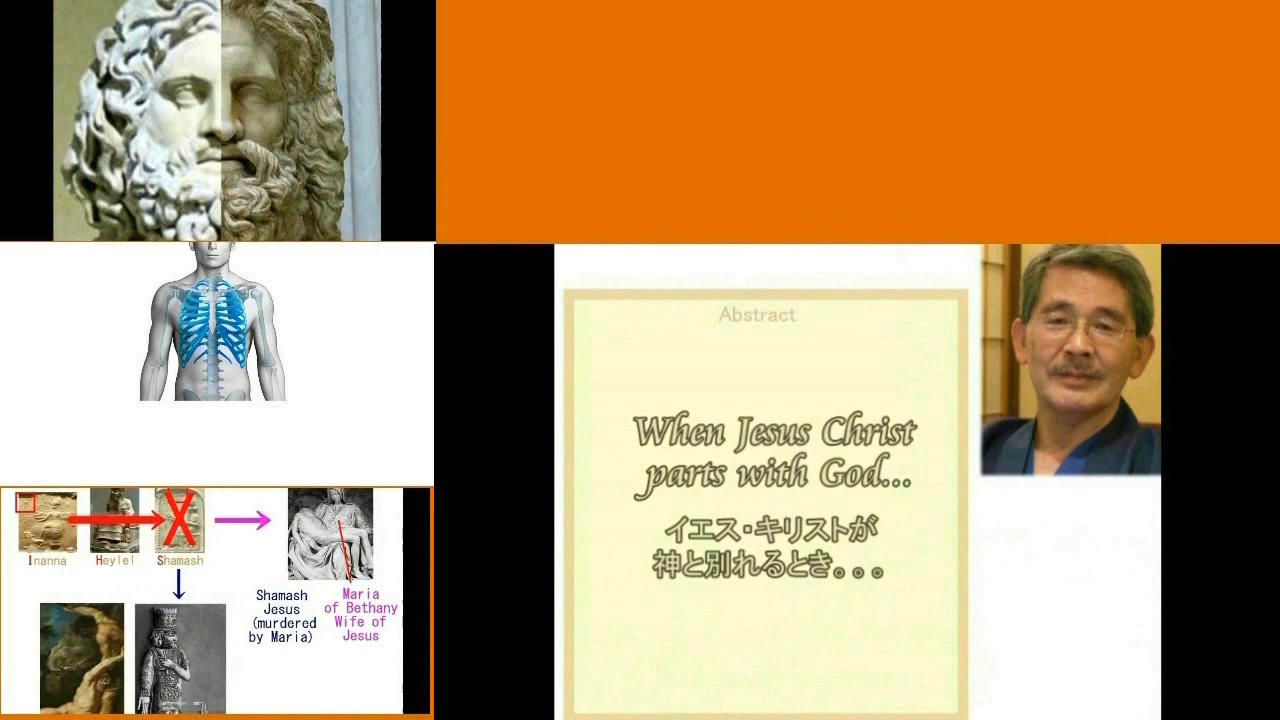 Abstract
When Jesus Christ
parts with God...
イエス・キリストが
神と別れるとき。。。
Inanna
Heylel
Shamash
Shamash
Jesus
(murdered
by Maria)
Maria
of Bethany
Wife of
Jesus